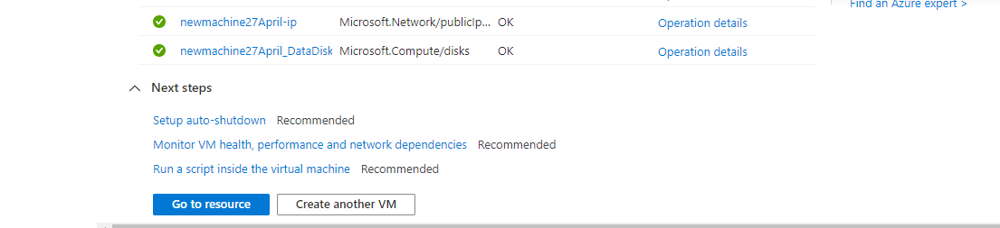 Find an Azure expert >
newmachine27April-ip Microsoft.Network/publicIp... OK Operation details
newmachine27April_DataDisk Microsoft.Compute/disks OK Operation details
Next steps
Setup auto-shutdown Recommended
Monitor VM health, performance and network dependencies Recommended
Run a script inside the virtual machine Recommended
Go to resource Create another VM